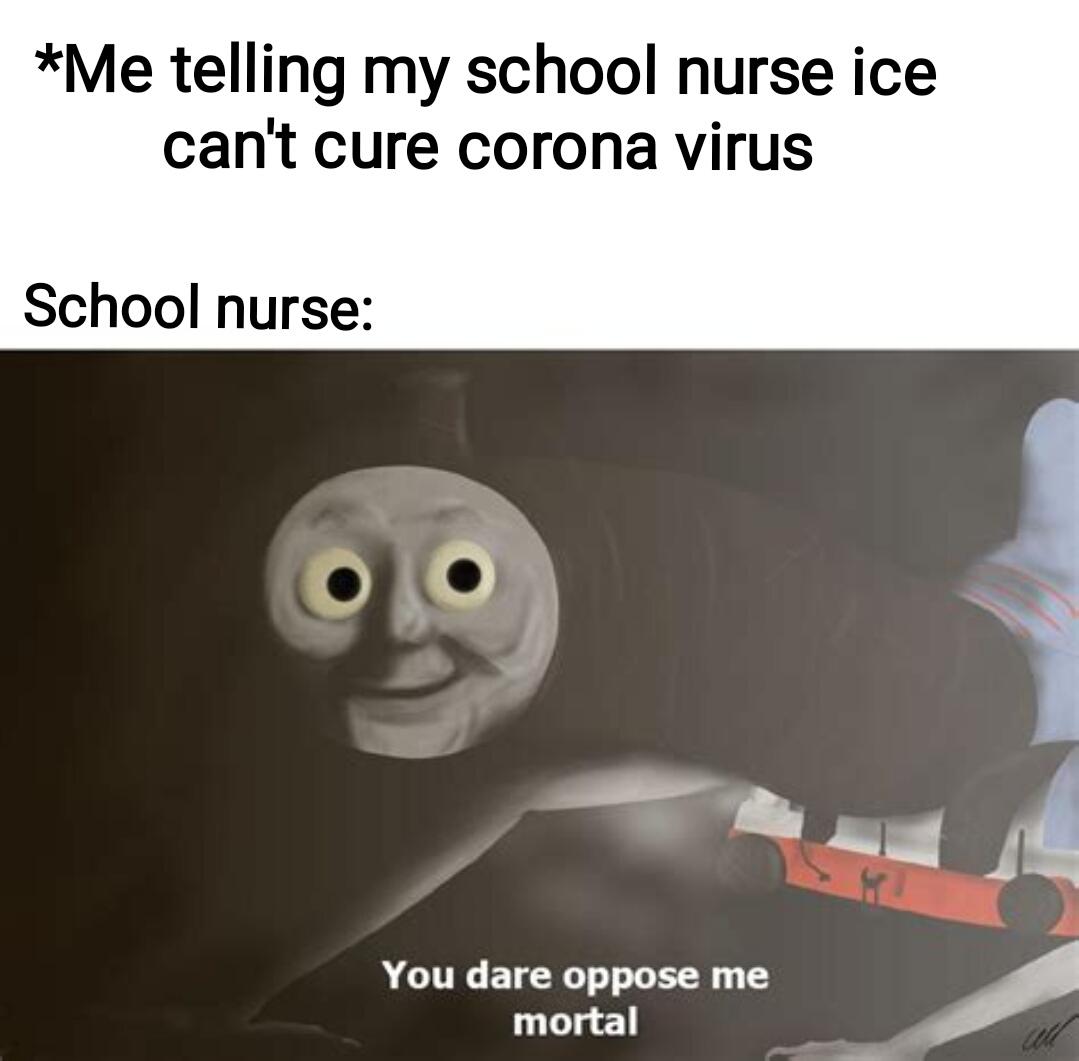 *Me telling my school nurse ice
can't cure corona virus
School nurse:
You dare oppose me
mortal